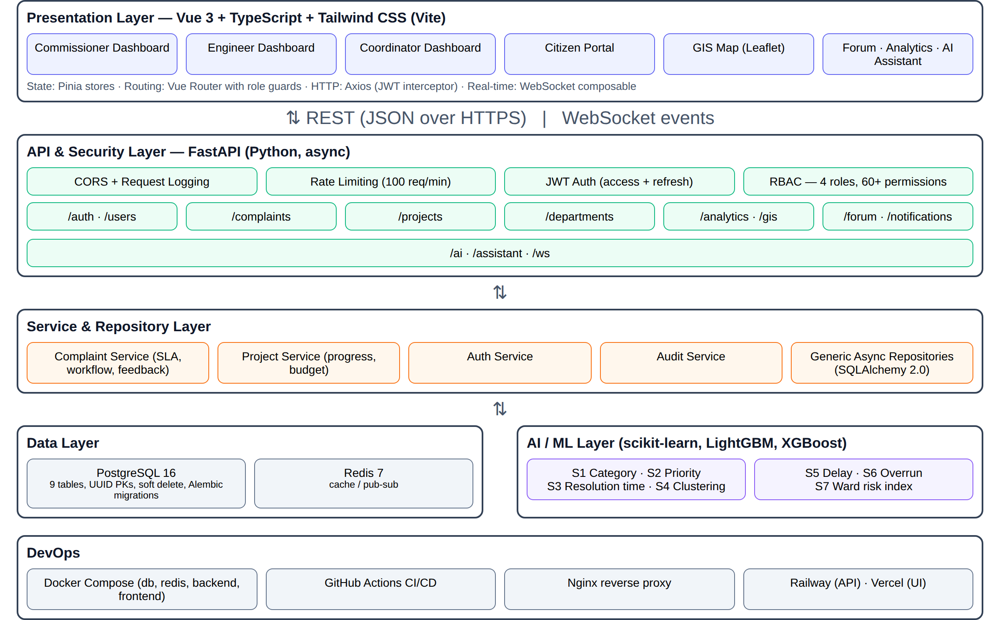 Presentation Layer — Vue 3 + TypeScript + Tailwind CSS (Vite)
Commissioner Dashboard
Engineer Dashboard
Coordinator Dashboard
Citizen Portal
GIS Map (Leaflet)
Forum · Analytics · AI
Assistant
State: Pinia stores · Routing: Vue Router with role guards · HTTP: Axios (JWT interceptor) · Real-time: WebSocket composable
⇅ REST (JSON over HTTPS) | WebSocket events
API & Security Layer — FastAPI (Python, async)
CORS + Request Logging
Rate Limiting (100 req/min)
JWT Auth (access + refresh)
RBAC — 4 roles, 60+ permissions
/auth · /users
/complaints
/projects
/departments
/analytics · /gis
/forum · /notifications
/ai · /assistant · /ws
⇅
Service & Repository Layer
Complaint Service (SLA,
workflow, feedback)
Project Service (progress,
budget)
Auth Service
Audit Service
Generic Async Repositories
(SQLAlchemy 2.0)
⇅
Data Layer
PostgreSQL 16
9 tables, UUID PKs, soft delete, Alembic
migrations
Redis 7
cache / pub-sub
AI / ML Layer (scikit-learn, LightGBM, XGBoost)
S1 Category · S2 Priority
S3 Resolution time · S4 Clustering
S5 Delay · S6 Overrun
S7 Ward risk index
DevOps
Docker Compose (db, redis, backend,
frontend)
GitHub Actions CI/CD
Nginx reverse proxy
Railway (API) · Vercel (UI)